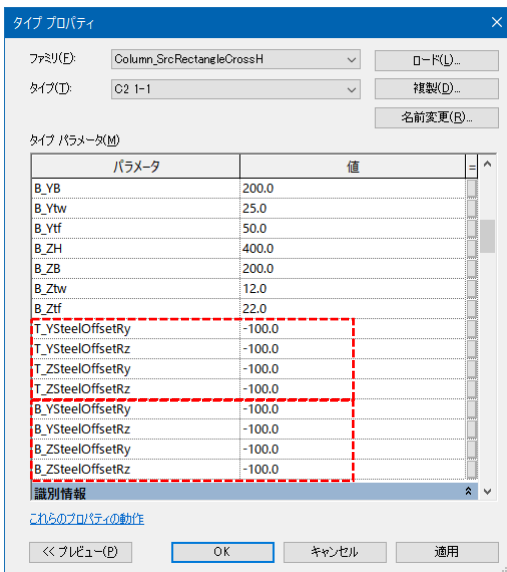 タイプ プロパティ
ファミリ(F): Column_SrcRectangleCrossH ロード(L)...
タイプ(T): C2 1-1 複製(D)...
名前変更(R)...
タイプ パラメータ(M)
パラメータ 値 =
B_YB 200.0
B_Ytw 25.0
B_Ytf 50.0
B_ZH 400.0
B_ZB 200.0
B_Ztw 12.0
B_Ztf 22.0
T_YSteelOffsetRy -100.0
T_YSteelOffsetRz -100.0
T_ZSteelOffsetRy -100.0
T_ZSteelOffsetRz -100.0
B_YSteelOffsetRy -100.0
B_YSteelOffsetRz -100.0
B_ZSteelOffsetRy -100.0
B_ZSteelOffsetRz -100.0
識別情報
これらのプロパティの動作
<< プレビュー(P) OK キャンセル 適用